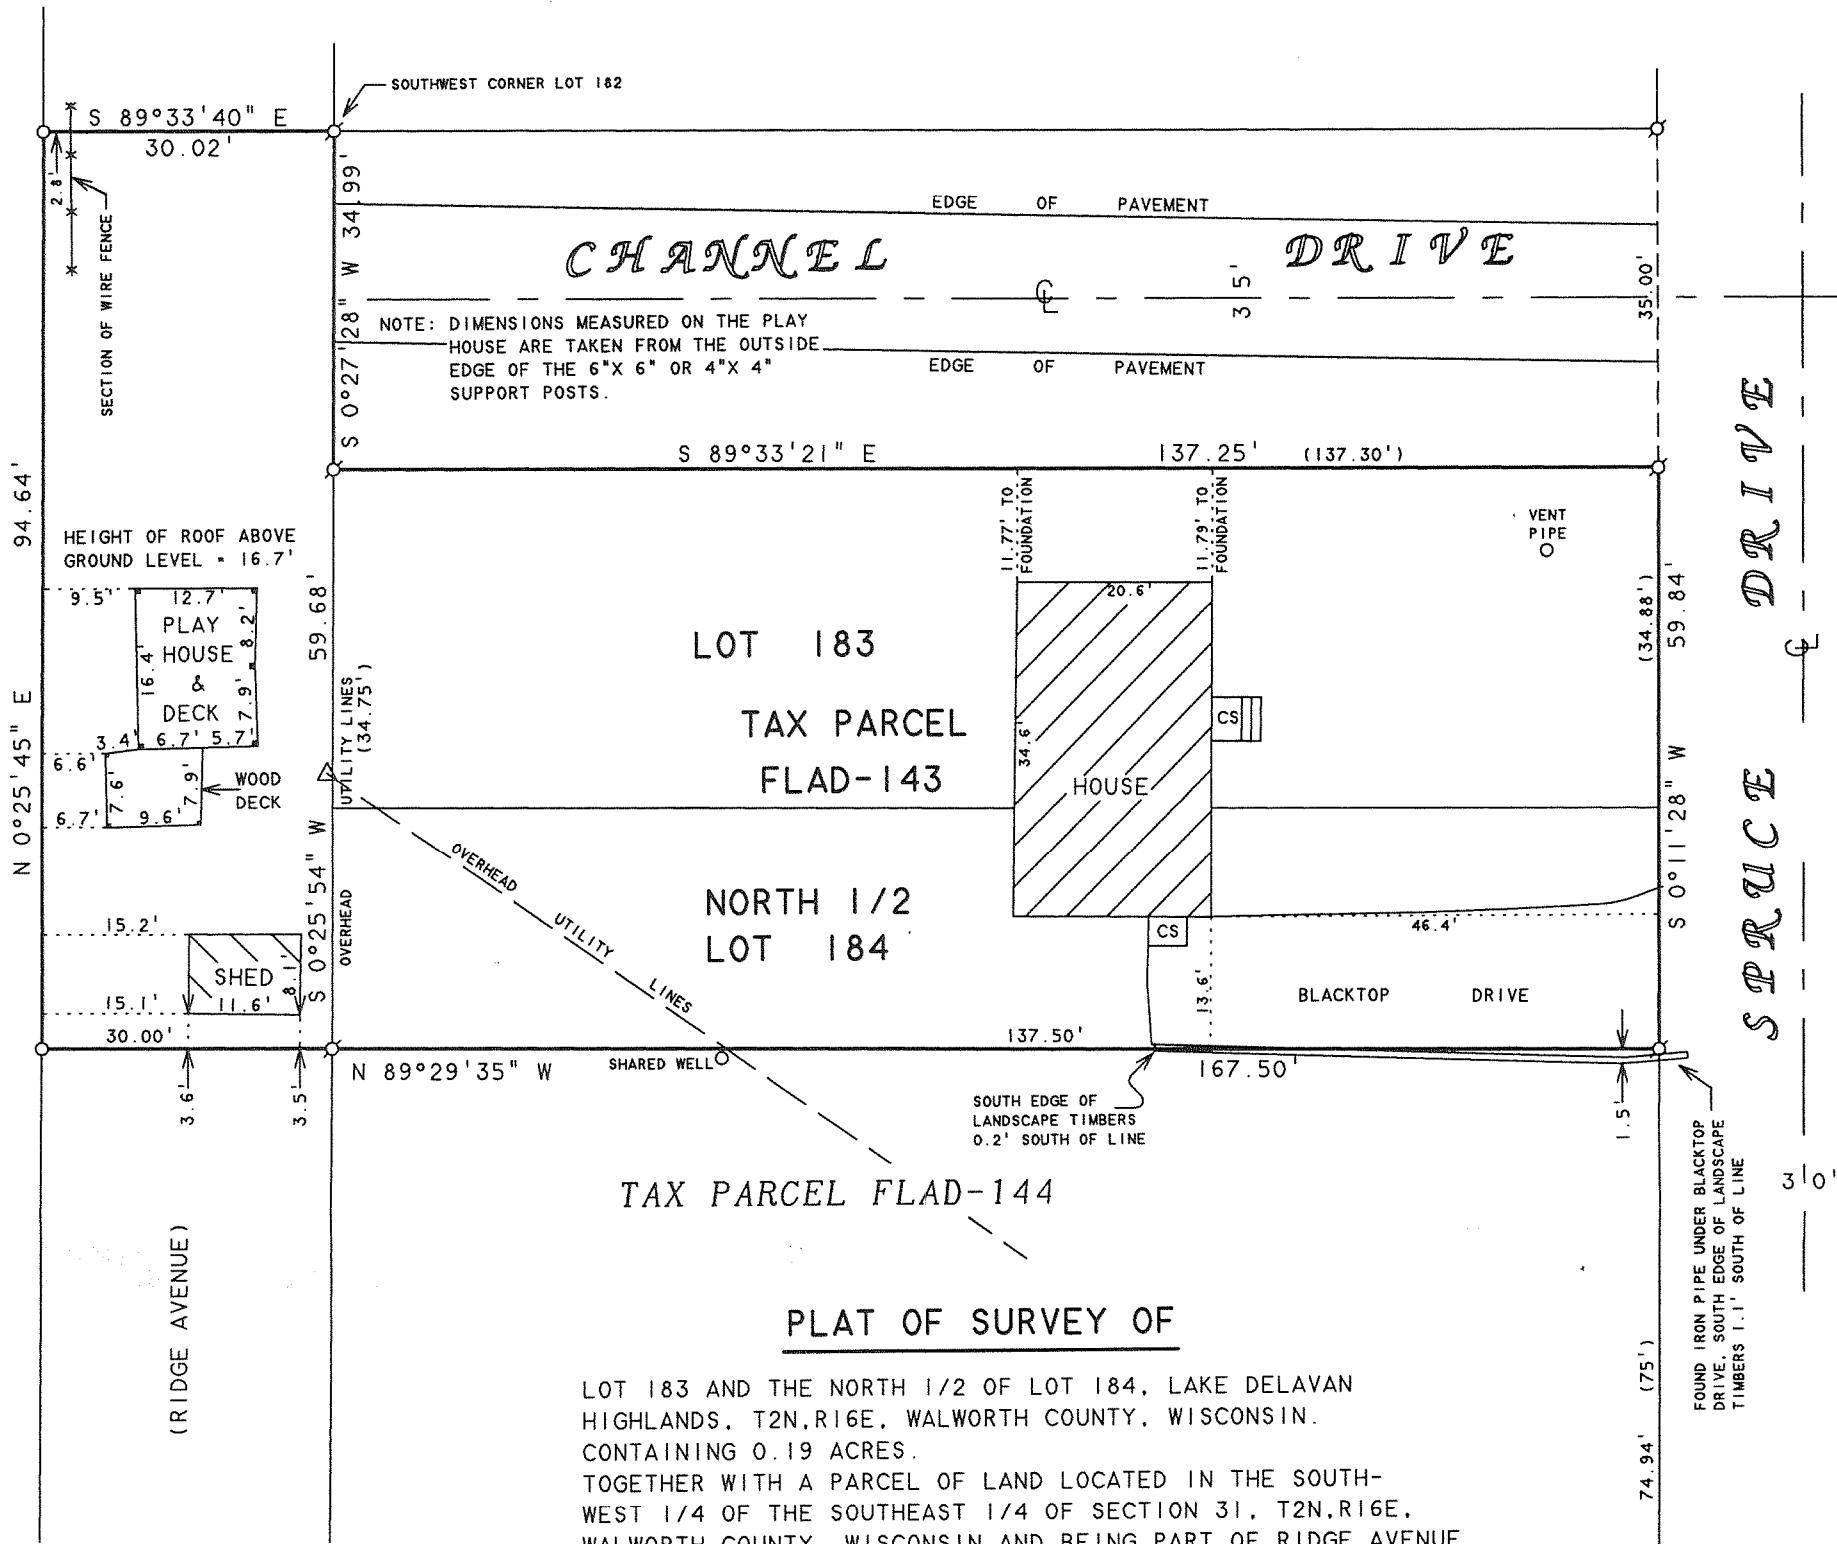 SOUTHWEST CORNER LOT 182
S 89°33'40" E
30.02'
2.8'
SECTION OF WIRE FENCE
S 0°27'28" W 34.99'
EDGE OF PAVEMENT
CHANNEL DRIVE
CL
35'
35.00'
NOTE: DIMENSIONS MEASURED ON THE PLAY
HOUSE ARE TAKEN FROM THE OUTSIDE
EDGE OF THE 6"X 6" OR 4"X 4"
SUPPORT POSTS.
EDGE OF PAVEMENT
S 89°33'21" E 137.25' (137.30')
11.77' TO
FOUNDATION
11.79' TO
FOUNDATION
VENT
PIPE
N 0°25'45" E 94.64'
HEIGHT OF ROOF ABOVE
GROUND LEVEL = 16.7'
9.5'
12.7'
PLAY
HOUSE
&
DECK
16.4'
8.2'
7.9'
3.4' 6.7' 5.7'
6.6'
7.6'
7.9'
WOOD
DECK
6.7'
9.6'
S 0°25'54" W 59.68'
OVERHEAD UTILITY LINES
(34.75')
LOT 183
TAX PARCEL
FLAD-143
20.6'
34.6'
HOUSE
CS
(34.88')
S 0°11'28" W 59.84'
SPRUCE DRIVE
CL
30'
NORTH 1/2
LOT 184
OVERHEAD UTILITY LINES
CS
46.4'
13.6'
BLACKTOP DRIVE
15.2'
SHED
8.1'
11.6'
15.1'
30.00'
3.6'
3.5'
N 89°29'35" W
SHARED WELL
137.50'
167.50'
SOUTH EDGE OF
LANDSCAPE TIMBERS
0.2' SOUTH OF LINE
1.5'
FOUND IRON PIPE UNDER BLACKTOP
DRIVE, SOUTH EDGE OF LANDSCAPE
TIMBERS 1.1' SOUTH OF LINE
TAX PARCEL FLAD-144
(RIDGE AVENUE)
74.94' (75')
PLAT OF SURVEY OF
LOT 183 AND THE NORTH 1/2 OF LOT 184, LAKE DELAVAN
HIGHLANDS, T2N,R16E, WALWORTH COUNTY, WISCONSIN.
CONTAINING 0.19 ACRES.
TOGETHER WITH A PARCEL OF LAND LOCATED IN THE SOUTH-
WEST 1/4 OF THE SOUTHEAST 1/4 OF SECTION 31, T2N,R16E,
WALWORTH COUNTY, WISCONSIN AND BEING PART OF RIDGE AVENUE